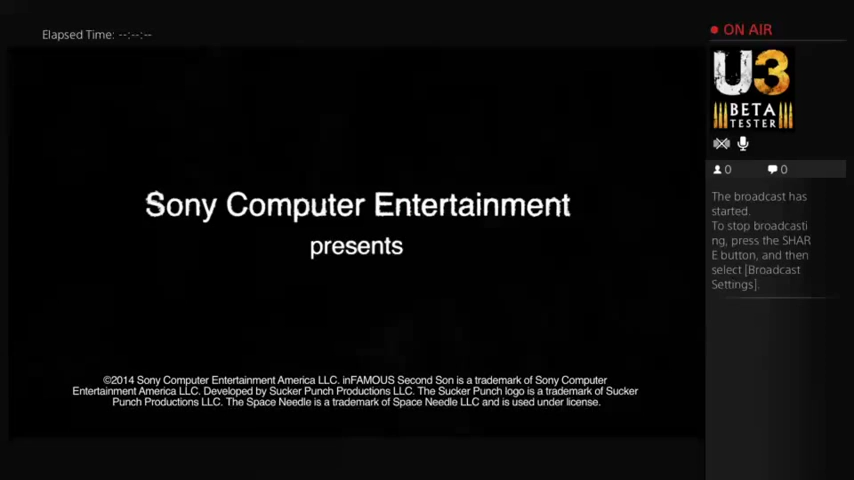 Elapsed Time: --:--:--
ON AIR
U3
BETA
TESTER
0 0
Sony Computer Entertainment
presents
The broadcast has
started.
To stop broadcasti
ng, press the SHAR
E button, and then
select [Broadcast
Settings].
©2014 Sony Computer Entertainment America LLC. inFAMOUS Second Son is a trademark of Sony Computer
Entertainment America LLC. Developed by Sucker Punch Productions LLC. The Sucker Punch logo is a trademark of Sucker
Punch Productions LLC. The Space Needle is a trademark of Space Needle LLC and is used under license.